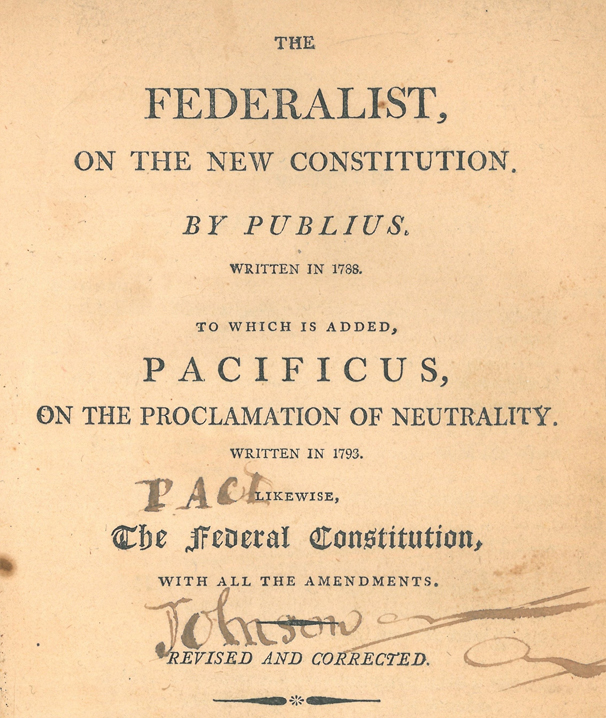 THE
FEDERALIST,
ON THE NEW CONSTITUTION.
BY PUBLIUS.
WRITTEN IN 1788.
TO WHICH IS ADDED,
PACIFICUS,
ON THE PROCLAMATION OF NEUTRALITY.
WRITTEN IN 1793.
PACI
LIKEWISE,
The Federal Constitution,
WITH ALL THE AMENDMENTS.
Johnson
REVISED AND CORRECTED.